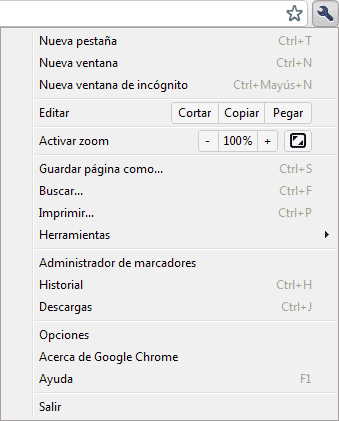 Nueva pestaña Ctrl+T
Nueva ventana Ctrl+N
Nueva ventana de incógnito Ctrl+Mayús+N
Editar Cortar Copiar Pegar
Activar zoom - 100% +
Guardar página como... Ctrl+S
Buscar... Ctrl+F
Imprimir... Ctrl+P
Herramientas
Administrador de marcadores
Historial Ctrl+H
Descargas Ctrl+J
Opciones
Acerca de Google Chrome
Ayuda F1
Salir